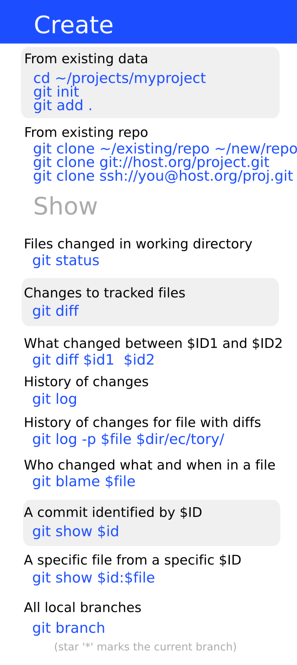 Create
From existing data
cd ~/projects/myproject
git init
git add .
From existing repo
git clone ~/existing/repo ~/new/repo
git clone git://host.org/project.git
git clone ssh://you@host.org/proj.git
Show
Files changed in working directory
git status
Changes to tracked files
git diff
What changed between $ID1 and $ID2
git diff $id1  $id2
History of changes
git log
History of changes for file with diffs
git log -p $file $dir/ec/tory/
Who changed what and when in a file
git blame $file
A commit identified by $ID
git show $id
A specific file from a specific $ID
git show $id:$file
All local branches
git branch
(star '*' marks the current branch)